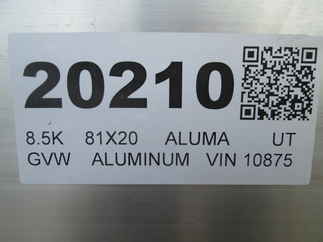 20210
8.5K 81X20 ALUMA UT
GVW ALUMINUM VIN 10875